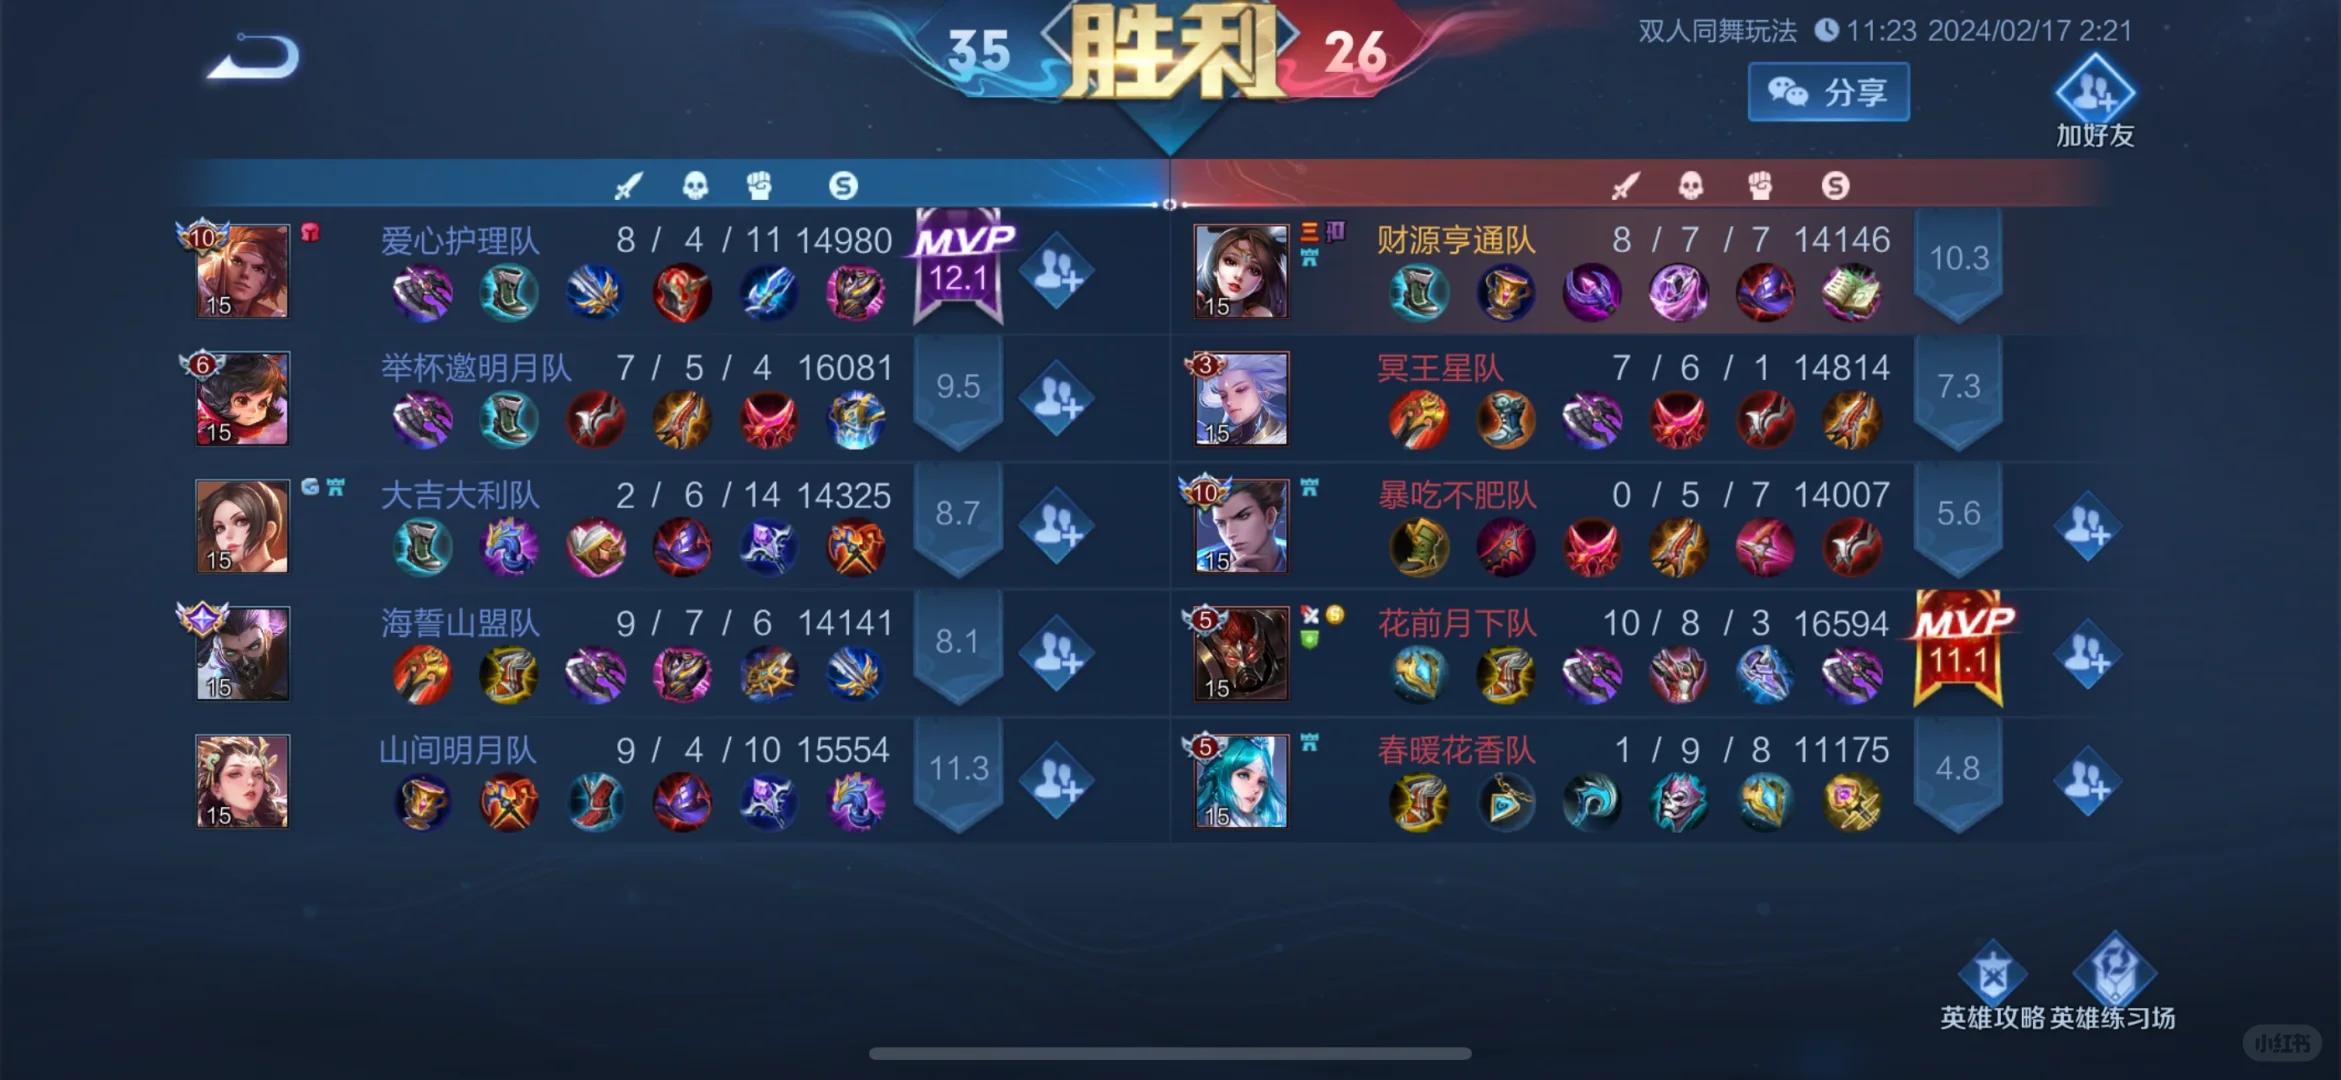 35 胜利 26
双人同舞玩法 11:23 2024/02/17 2:21
分享
加好友
10 15 爱心护理队 8 / 4 / 11 14980 MVP 12.1
6 15 举杯邀明月队 7 / 5 / 4 16081 9.5
15 大吉大利队 2 / 6 / 14 14325 8.7
15 海誓山盟队 9 / 7 / 6 14141 8.1
15 山间明月队 9 / 4 / 10 15554 11.3
15 三 财源亨通队 8 / 7 / 7 14146 10.3
3 15 冥王星队 7 / 6 / 1 14814 7.3
10 15 暴吃不肥队 0 / 5 / 7 14007 5.6
5 15 花前月下队 10 / 8 / 3 16594 MVP 11.1
5 15 春暖花香队 1 / 9 / 8 11175 4.8
英雄攻略 英雄练习场
小红书